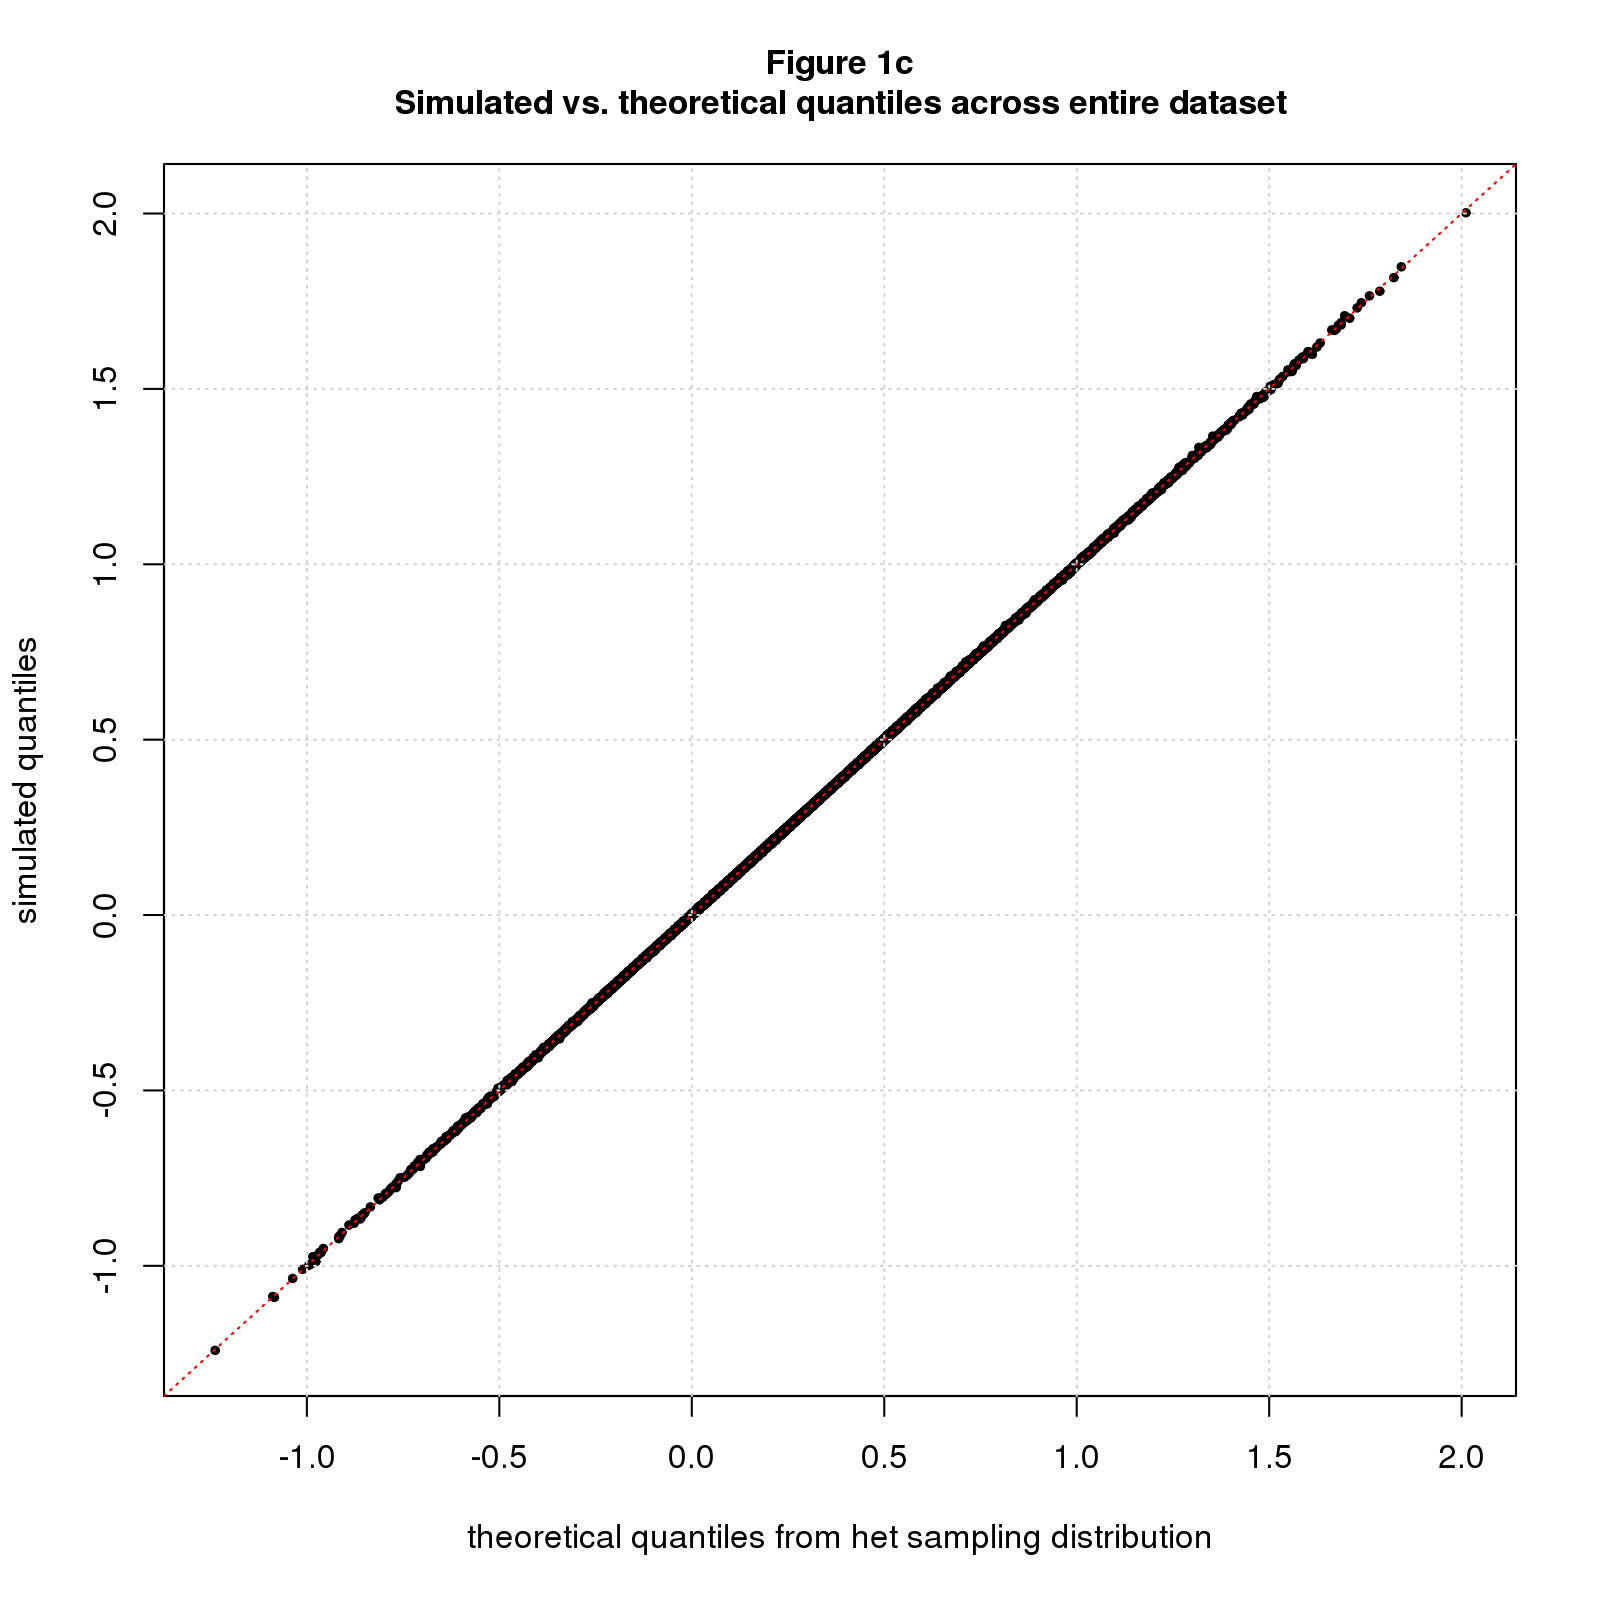 Figure 1c
Simulated vs. theoretical quantiles across entire dataset
simulated quantiles
2.0
1.5
1.0
0.5
0.0
-0.5
-1.0
-1.0 -0.5 0.0 0.5 1.0 1.5 2.0
theoretical quantiles from het sampling distribution